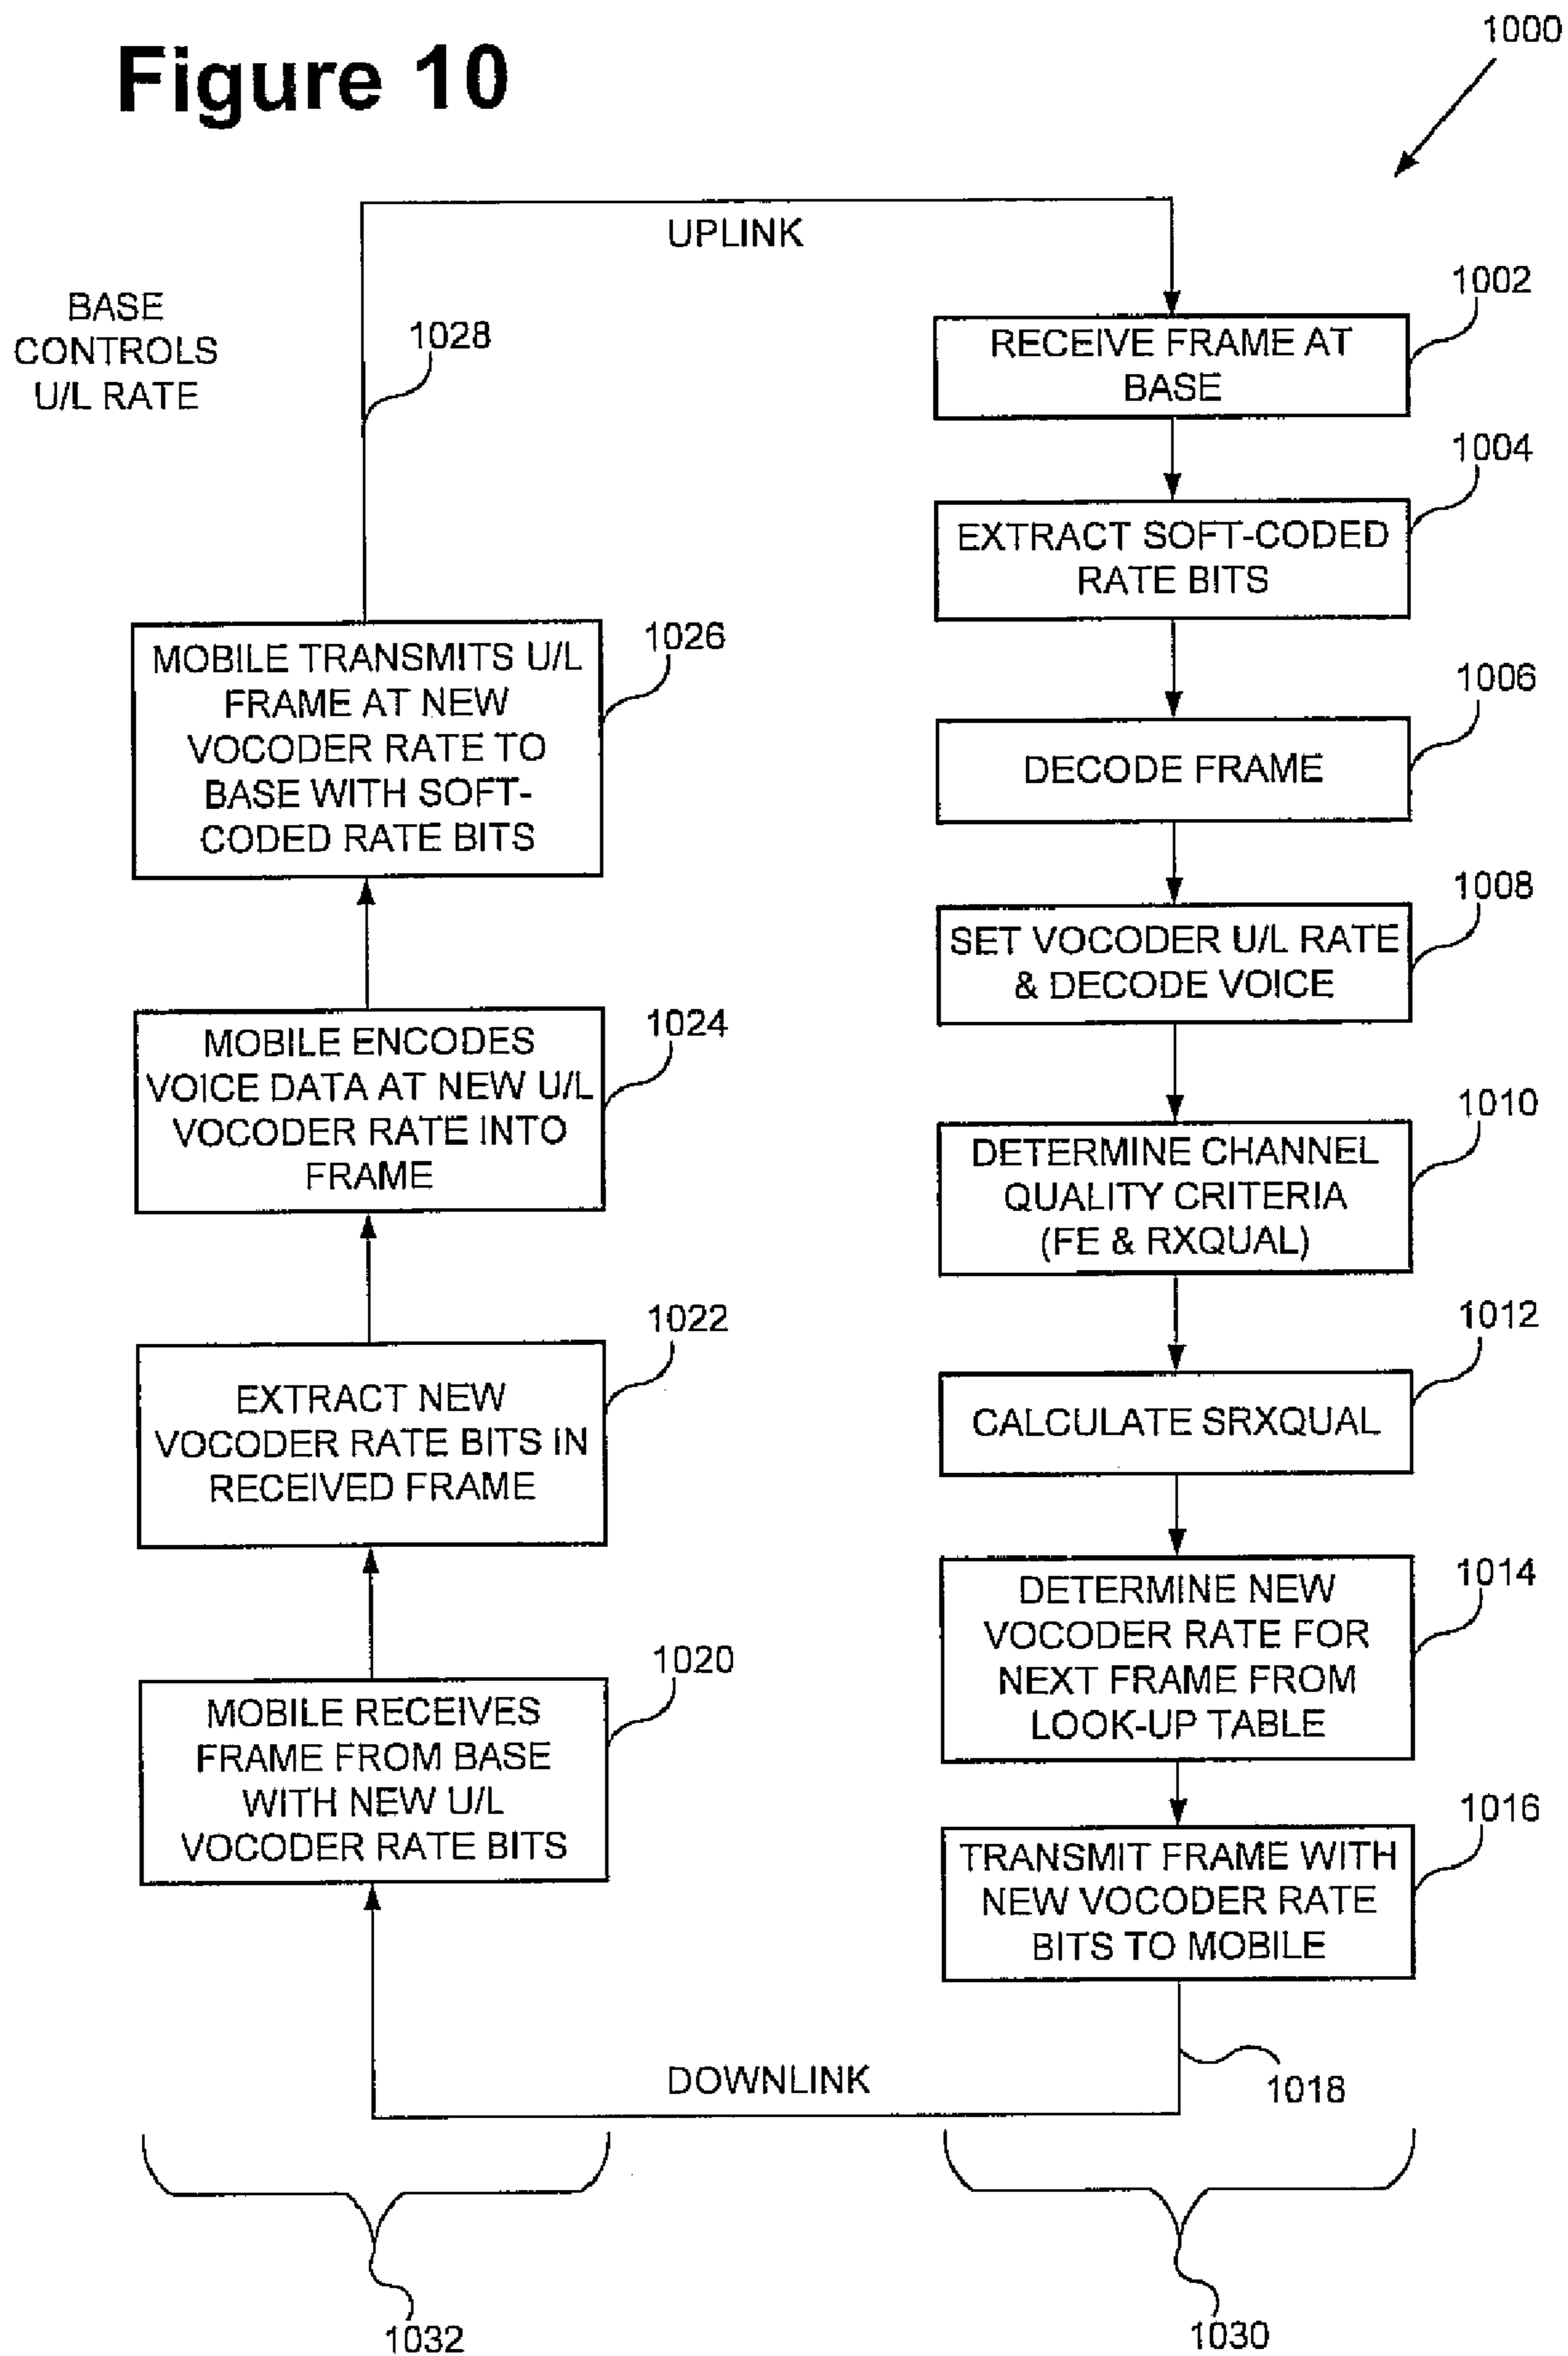 Figure 10
1000
UPLINK
BASE
CONTROLS
U/L RATE
1028
1002
RECEIVE FRAME AT
BASE
1004
EXTRACT SOFT-CODED
RATE BITS
1006
DECODE FRAME
1008
SET VOCODER U/L RATE
& DECODE VOICE
1010
DETERMINE CHANNEL
QUALITY CRITERIA
(FE & RXQUAL)
1012
CALCULATE SRXQUAL
1014
DETERMINE NEW
VOCODER RATE FOR
NEXT FRAME FROM
LOOK-UP TABLE
1016
TRANSMIT FRAME WITH
NEW VOCODER RATE
BITS TO MOBILE
1018
DOWNLINK
1020
MOBILE RECEIVES
FRAME FROM BASE
WITH NEW U/L
VOCODER RATE BITS
1022
EXTRACT NEW
VOCODER RATE BITS IN
RECEIVED FRAME
1024
MOBILE ENCODES
VOICE DATA AT NEW U/L
VOCODER RATE INTO
FRAME
1026
MOBILE TRANSMITS U/L
FRAME AT NEW
VOCODER RATE TO
BASE WITH SOFT-
CODED RATE BITS
1032
1030